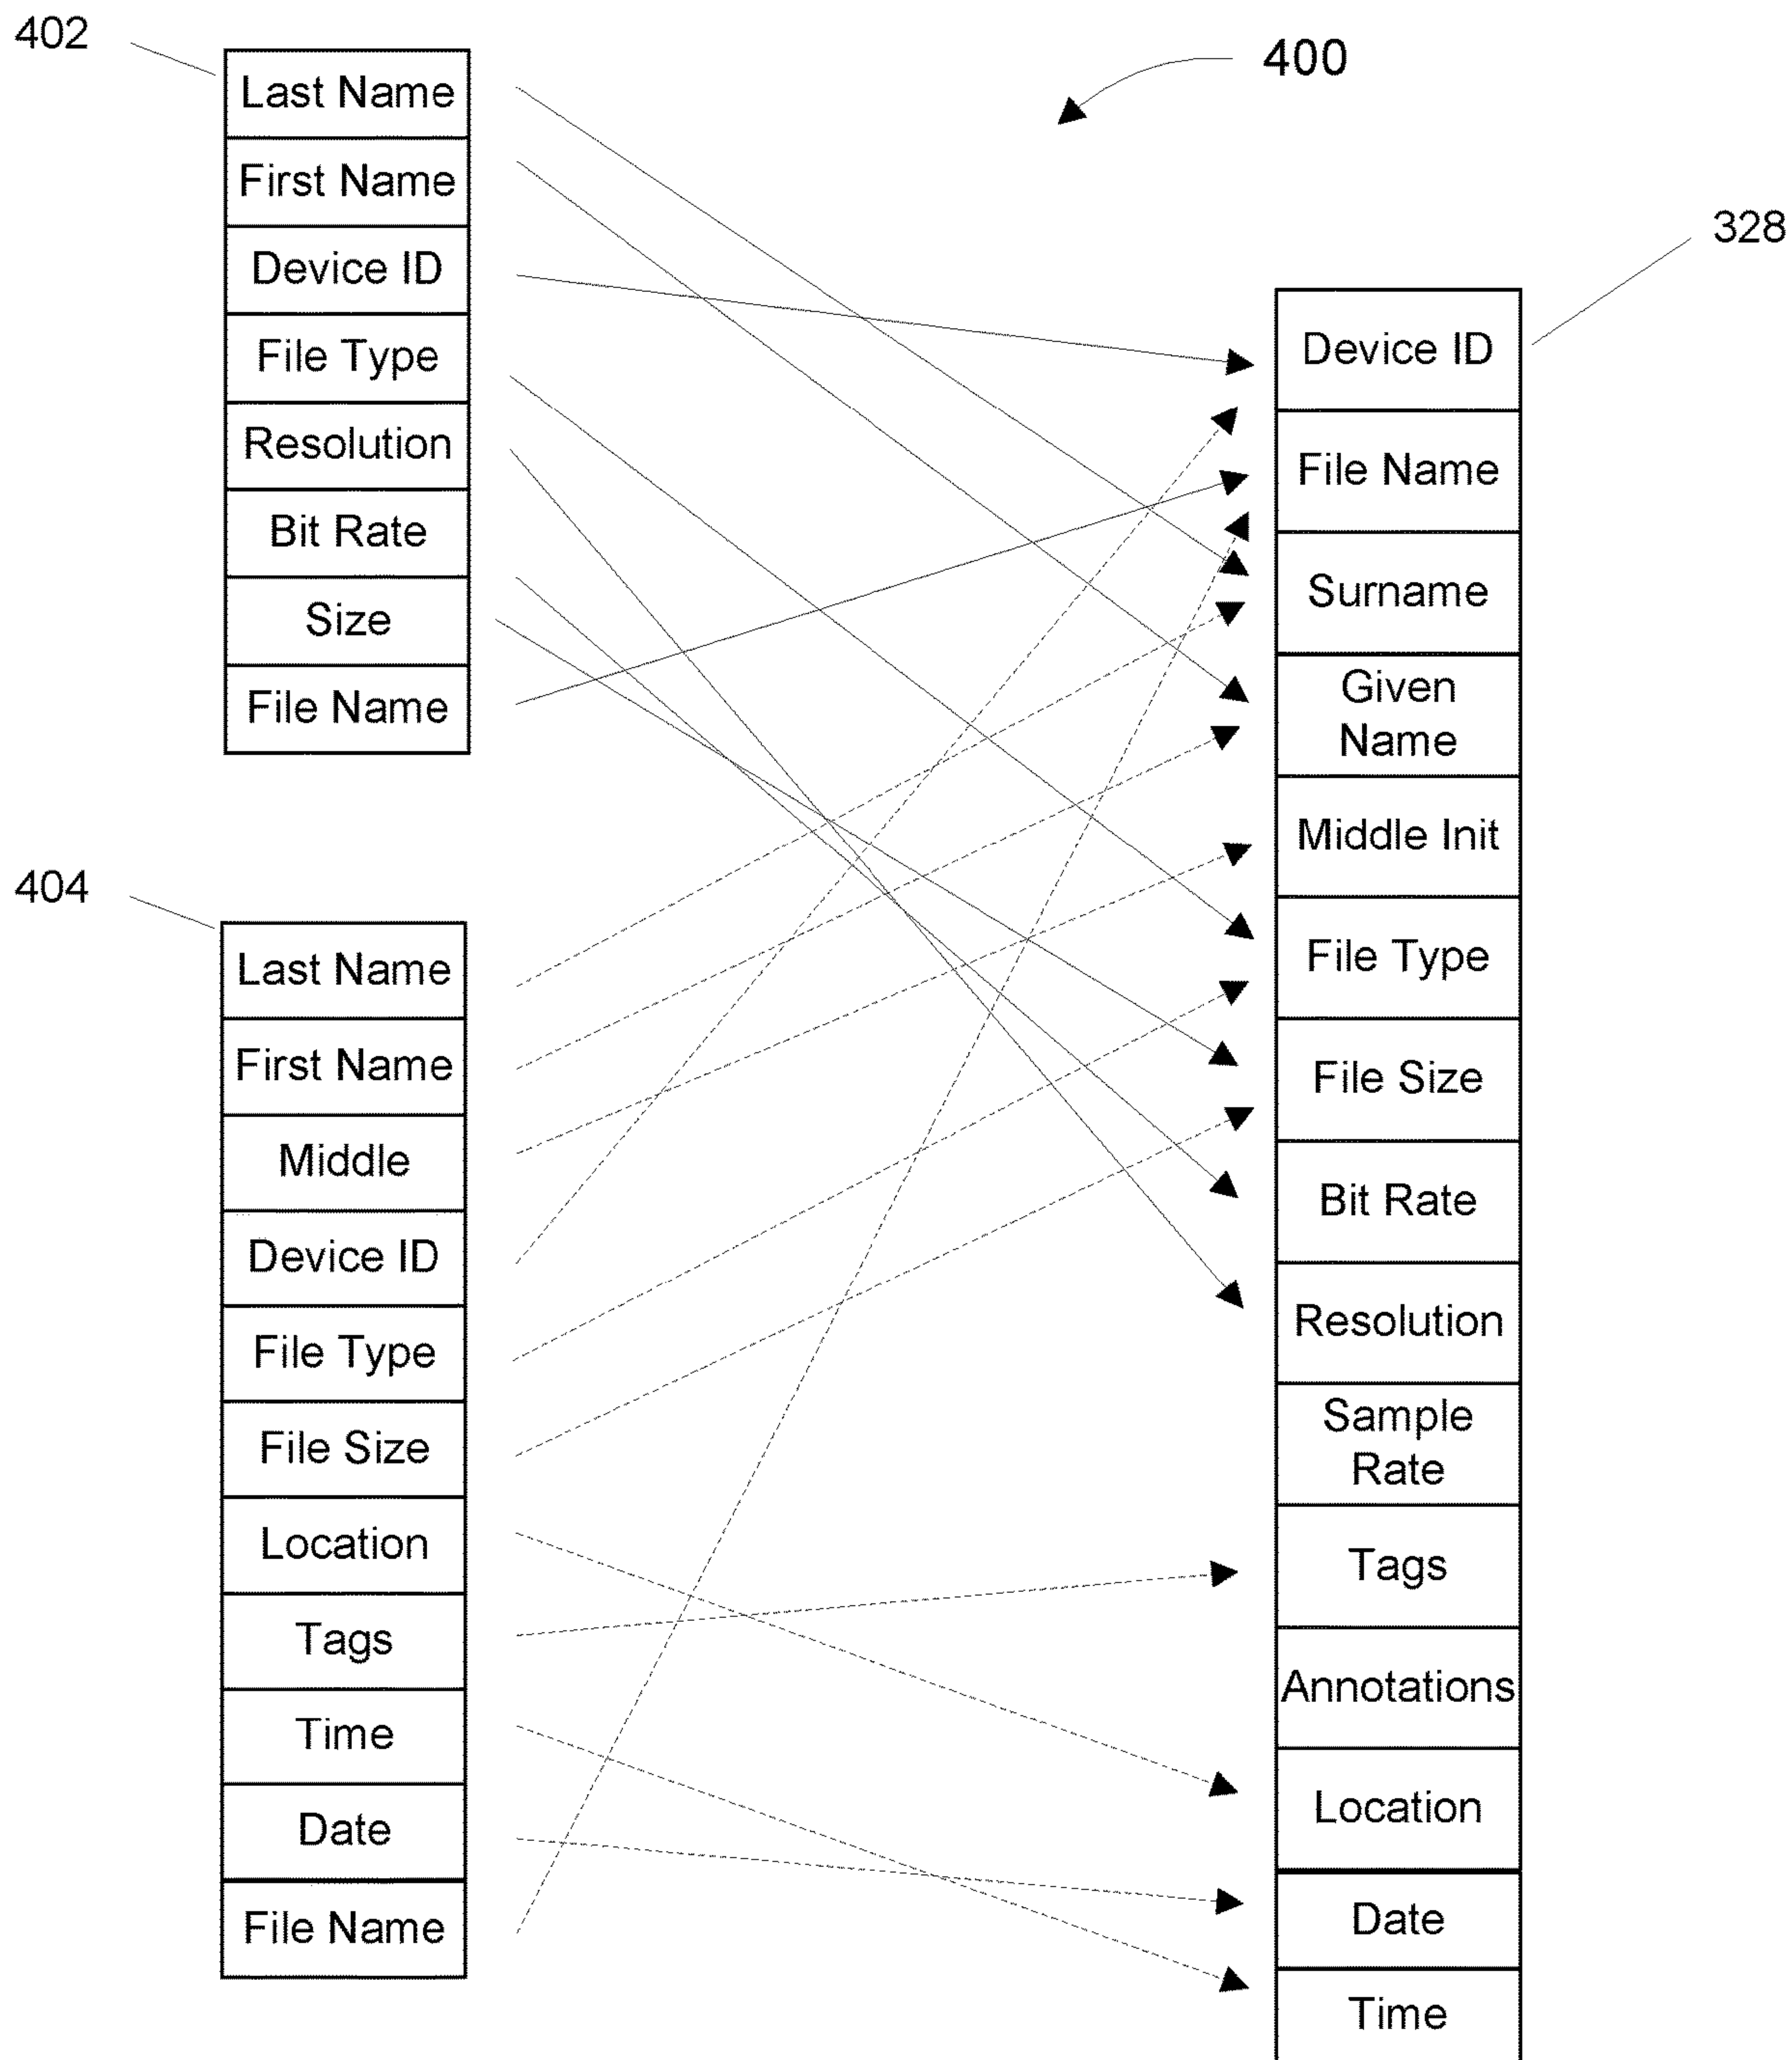 402
Last Name
First Name
Device ID
File Type
Resolution
Bit Rate
Size
File Name
404
Last Name
First Name
Middle
Device ID
File Type
File Size
Location
Tags
Time
Date
File Name
400
328
Device ID
File Name
Surname
Given
Name
Middle Init
File Type
File Size
Bit Rate
Resolution
Sample
Rate
Tags
Annotations
Location
Date
Time